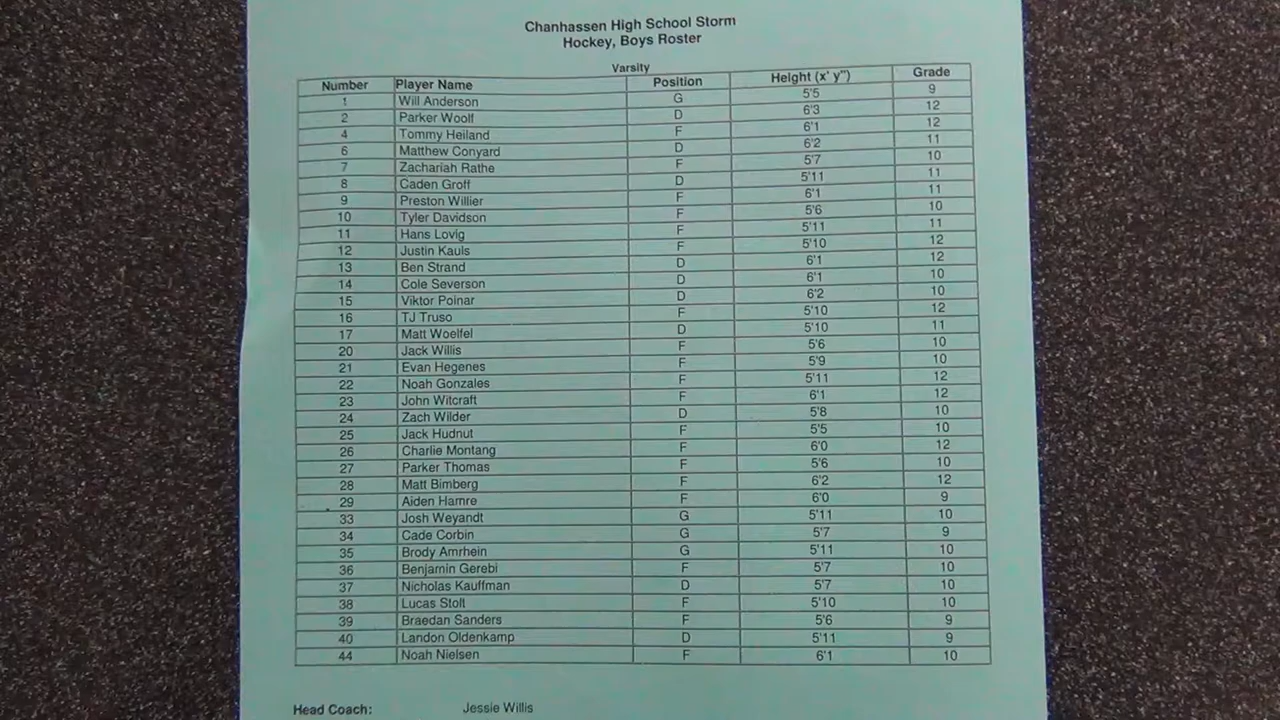 Chanhassen High School Storm
Hockey, Boys Roster
Varsity
Number Player Name Position Height (x' y") Grade
1 Will Anderson G 5'5 9
2 Parker Woolf D 6'3 12
4 Tommy Heiland F 6'1 12
6 Matthew Conyard D 6'2 11
7 Zachariah Rathe F 5'7 10
8 Caden Groff D 5'11 11
9 Preston Willier F 6'1 11
10 Tyler Davidson F 5'6 10
11 Hans Lovig F 5'11 11
12 Justin Kauls F 5'10 12
13 Ben Strand D 6'1 12
14 Cole Severson D 6'1 10
15 Viktor Poinar D 6'2 10
16 TJ Truso F 5'10 12
17 Matt Woelfel D 5'10 11
20 Jack Willis F 5'6 10
21 Evan Hegenes F 5'9 10
22 Noah Gonzales F 5'11 12
23 John Witcraft F 6'1 12
24 Zach Wilder D 5'8 10
25 Jack Hudnut F 5'5 10
26 Charlie Montang F 6'0 12
27 Parker Thomas F 5'6 10
28 Matt Bimberg F 6'2 12
29 Aiden Hamre F 6'0 9
33 Josh Weyandt G 5'11 10
34 Cade Corbin G 5'7 9
35 Brody Amrhein G 5'11 10
36 Benjamin Gerebi F 5'7 10
37 Nicholas Kauffman D 5'7 10
38 Lucas Stolt F 5'10 10
39 Braedan Sanders F 5'6 9
40 Landon Oldenkamp D 5'11 9
44 Noah Nielsen F 6'1 10
Head Coach: Jessie Willis